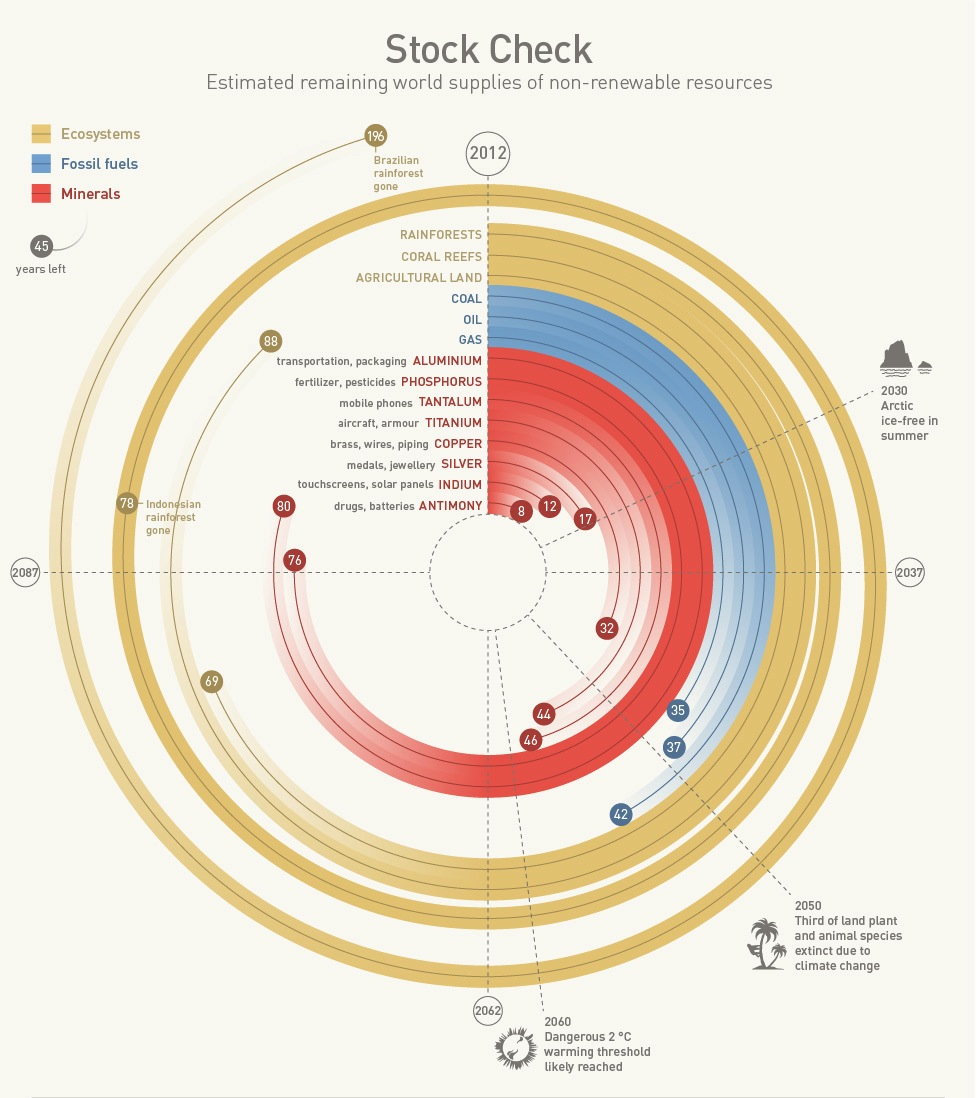 Stock Check
Estimated remaining world supplies of non-renewable resources
Ecosystems
Fossil fuels
Minerals
45
years left
196
Brazilian
rainforest
gone
2012
RAINFORESTS
CORAL REEFS
AGRICULTURAL LAND
COAL
OIL
GAS
transportation, packaging ALUMINIUM
fertilizer, pesticides PHOSPHORUS
mobile phones TANTALUM
aircraft, armour TITANIUM
brass, wires, piping COPPER
medals, jewellery SILVER
touchscreens, solar panels INDIUM
drugs, batteries ANTIMONY
88
78
Indonesian
rainforest
gone
80
76
69
8
12
17
32
44
46
35
37
42
2030
Arctic
ice-free in
summer
2087
2037
2050
Third of land plant
and animal species
extinct due to
climate change
2062
2060
Dangerous 2 °C
warming threshold
likely reached